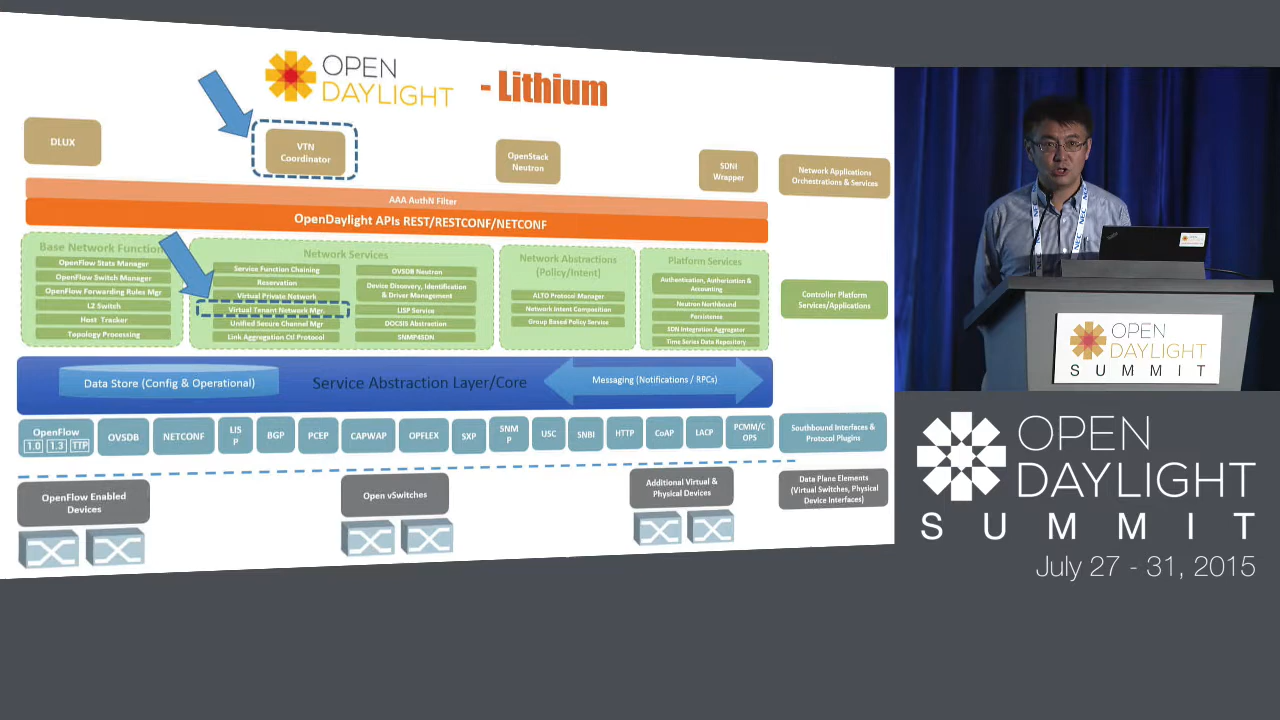 OPEN
DAYLIGHT
- Lithium
DLUX
VTN
Coordinator
OpenStack
Neutron
SDNI
Wrapper
Network Applications
Orchestrations & Services
AAA AuthN Filter
OpenDaylight APIs REST/RESTCONF/NETCONF
Base Network Function
OpenFlow Stats Manager
OpenFlow Switch Manager
OpenFlow Forwarding Rules Mgr
L2 Switch
Host Tracker
Topology Processing
Network Services
Service Function Chaining
Reservation
Virtual Private Network
Virtual Tenant Network Mgr.
Unified Secure Channel Mgr
Link Aggregation Ctl Protocol
OVSDB Neutron
Device Discovery, Identification
& Driver Management
LISP Service
DOCSIS Abstraction
SNMP4SDN
Network Abstractions
(Policy/Intent)
ALTO Protocol Manager
Network Intent Composition
Group Based Policy Service
Platform Services
Authentication, Authorization &
Accounting
Neutron Northbound
Persistence
SDN Integration Aggregator
Time Series Data Repository
Controller Platform
Services/Applications
Data Store (Config & Operational)
Service Abstraction Layer/Core
Messaging (Notifications / RPCs)
OpenFlow
1.0 1.3 TTP
OVSDB
NETCONF
LIS
P
BGP
PCEP
CAPWAP
OPFLEX
SXP
SNM
P
USC
SNBI
HTTP
CoAP
LACP
PCMM/C
OPS
Southbound Interfaces &
Protocol Plugins
OpenFlow Enabled
Devices
Open vSwitches
Additional Virtual &
Physical Devices
Data Plane Elements
(Virtual Switches, Physical
Device Interfaces)
NEC
NEC
OPEN
DAYLIGHT
SUMMIT
OPEN
DAYLIGHT
SUMMIT
July 27 - 31, 2015